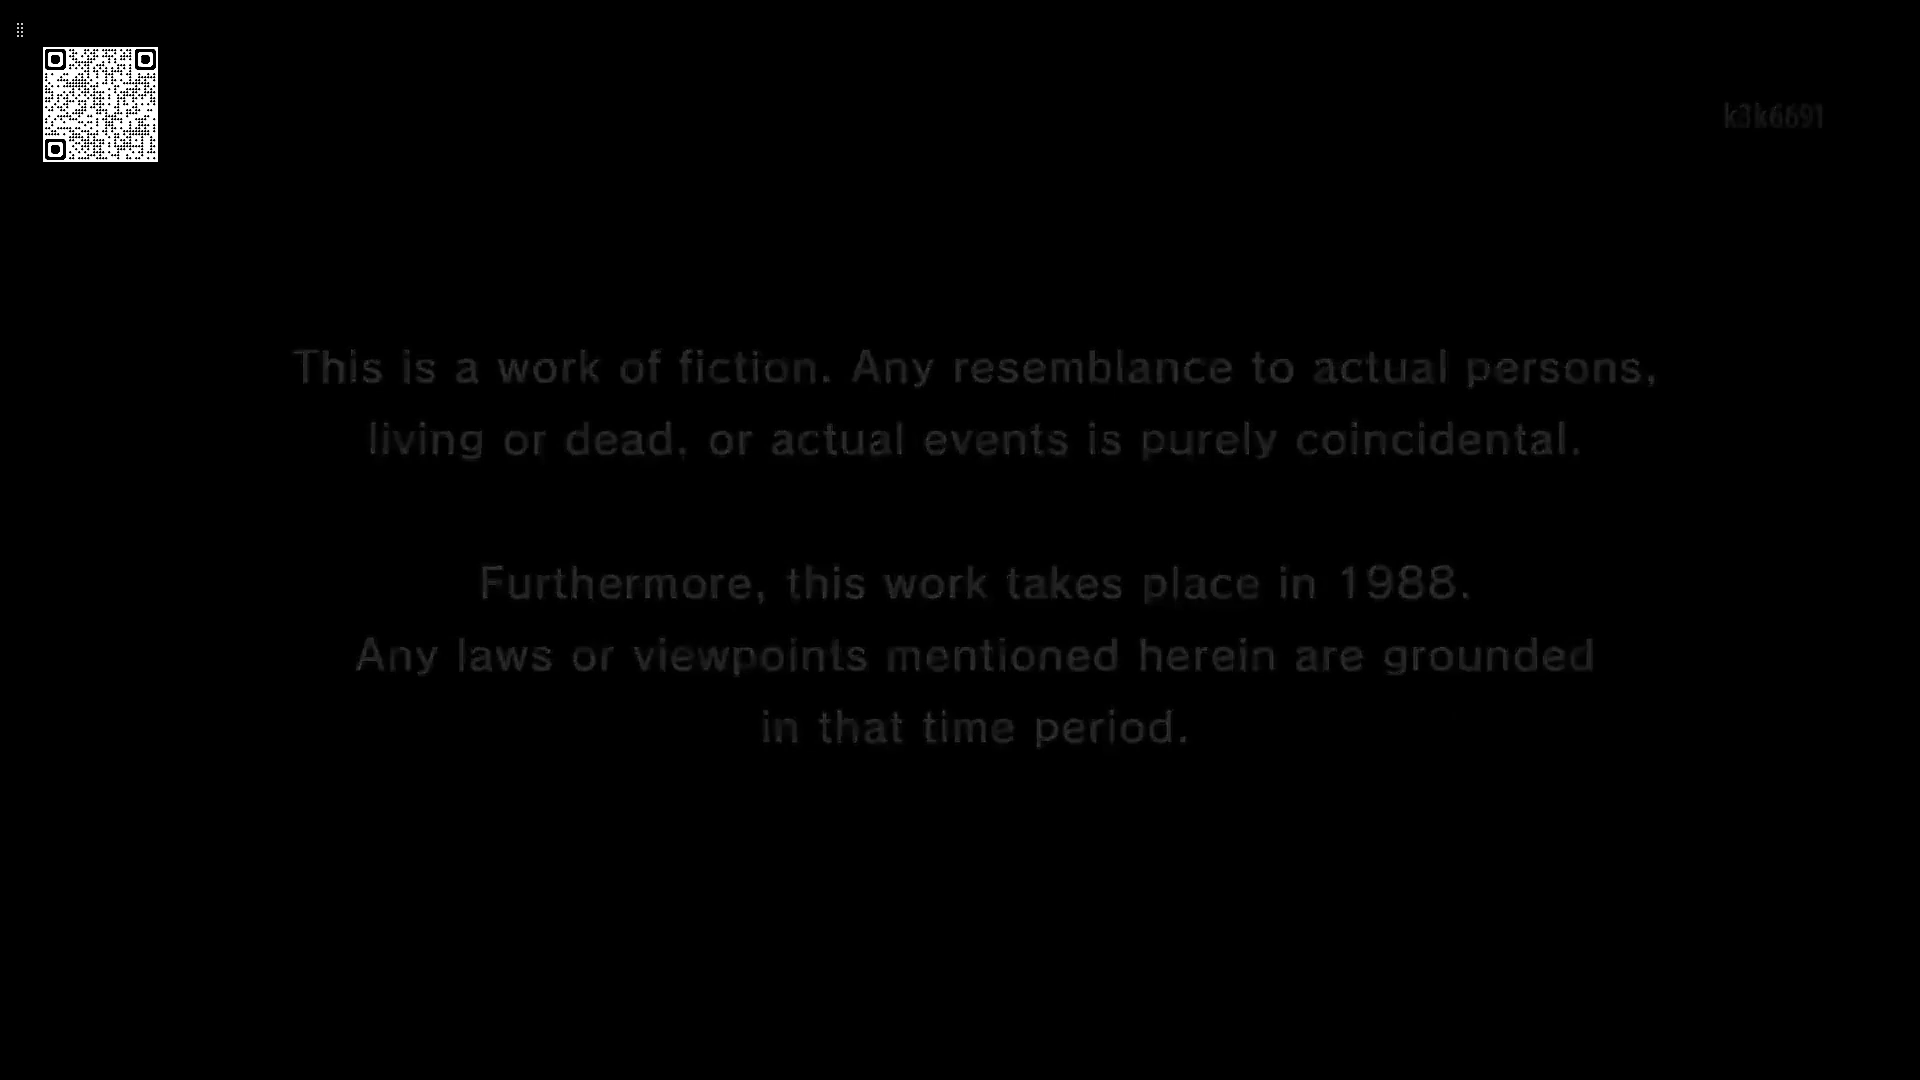 k3k6691
This is a work of fiction. Any resemblance to actual persons,
living or dead, or actual events is purely coincidental.
Furthermore, this work takes place in 1988.
Any laws or viewpoints mentioned herein are grounded
in that time period.